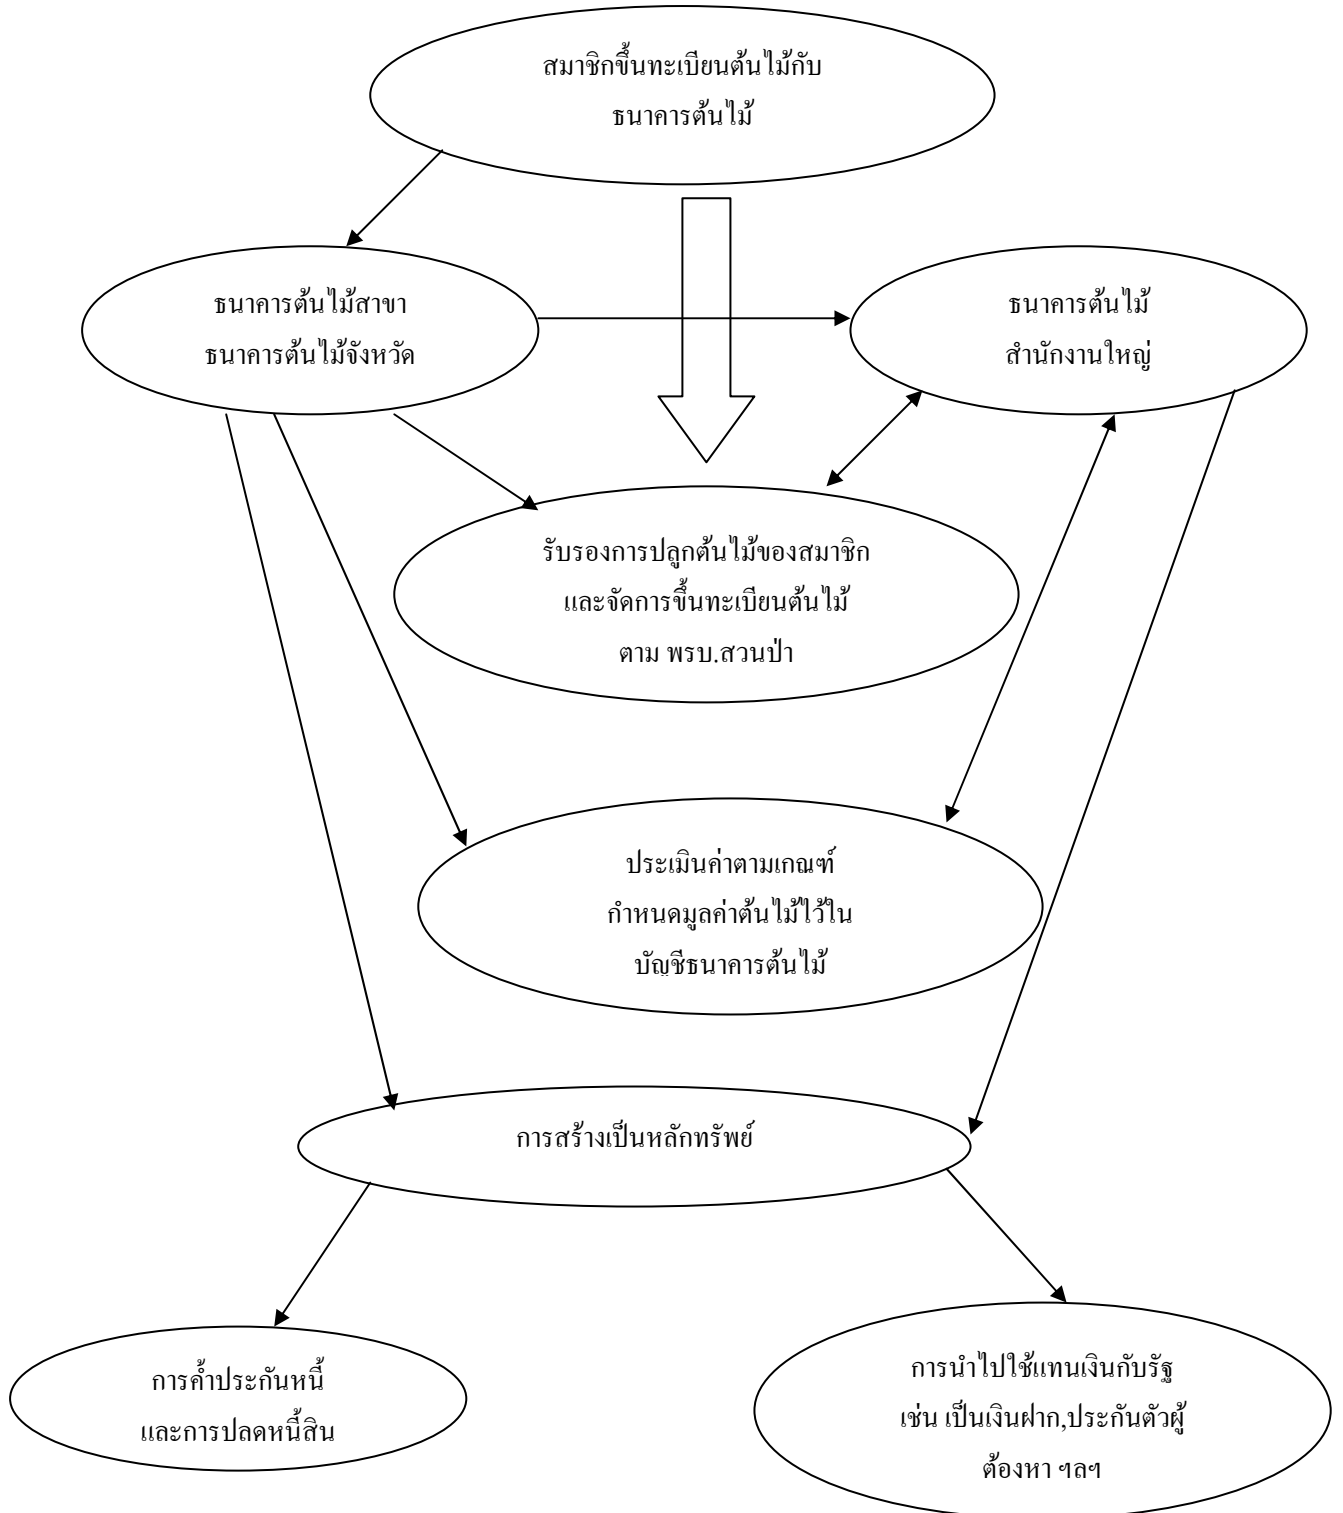 สมาชิกขึ้นทะเบียนต้นไม้กับ
ธนาคารต้นไม้
ธนาคารต้นไม้สาขา
ธนาคารต้นไม้จังหวัด
ธนาคารต้นไม้
สำนักงานใหญ่
รับรองการปลูกต้นไม้ของสมาชิก
และจัดการขึ้นทะเบียนต้นไม้
ตาม พรบ.สวนป่า
ประเมินค่าตามเกณฑ์
กำหนดมูลค่าต้นไม้ไว้ใน
บัญชีธนาคารต้นไม้
การสร้างเป็นหลักทรัพย์
การค้ำประกันหนี้
และการปลดหนี้สิน
การนำไปใช้แทนเงินกับรัฐ
เช่น เป็นเงินฝาก,ประกันตัวผู้
ต้องหา ฯลฯ